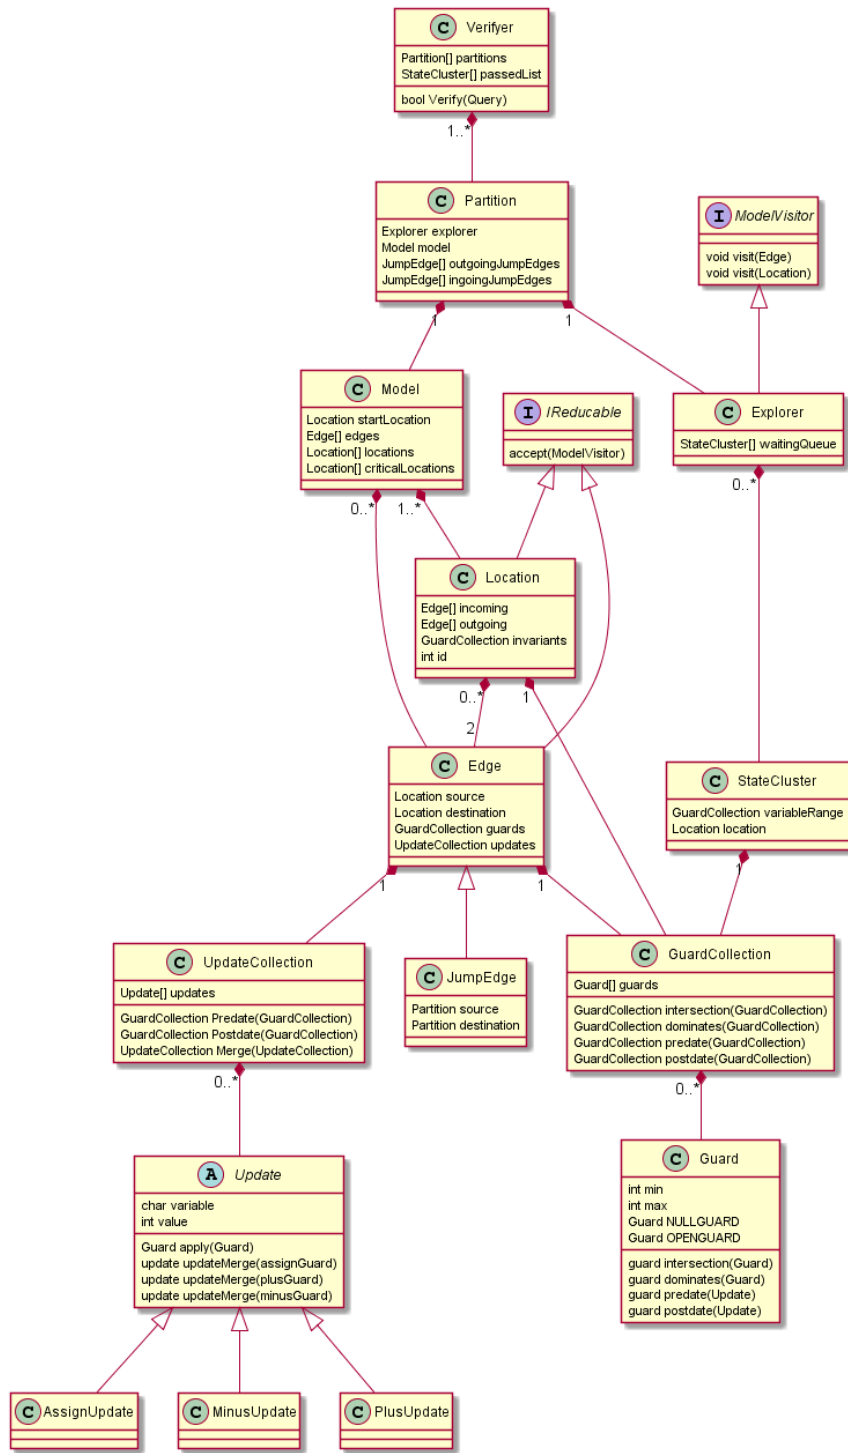 C Verifyer
Partition[] partitions
StateCluster[] passedList
bool Verify(Query)
1..*
C Partition
Explorer explorer
Model model
JumpEdge[] outgoingJumpEdges
JumpEdge[] ingoingJumpEdges
1
1
I ModelVisitor
void visit(Edge)
void visit(Location)
C Model
Location startLocation
Edge[] edges
Location[] locations
Location[] criticalLocations
0..*
1..*
I IReducable
accept(ModelVisitor)
C Explorer
StateCluster[] waitingQueue
0..*
C Location
Edge[] incoming
Edge[] outgoing
GuardCollection invariants
int id
0..*
1
2
C Edge
Location source
Location destination
GuardCollection guards
UpdateCollection updates
1
1
C StateCluster
GuardCollection variableRange
Location location
1
C UpdateCollection
Update[] updates
GuardCollection Predate(GuardCollection)
GuardCollection Postdate(GuardCollection)
UpdateCollection Merge(UpdateCollection)
0..*
C JumpEdge
Partition source
Partition destination
C GuardCollection
Guard[] guards
GuardCollection intersection(GuardCollection)
GuardCollection dominates(GuardCollection)
GuardCollection predate(GuardCollection)
GuardCollection postdate(GuardCollection)
0..*
A Update
char variable
int value
Guard apply(Guard)
update updateMerge(assignGuard)
update updateMerge(plusGuard)
update updateMerge(minusGuard)
C Guard
int min
int max
Guard NULLGUARD
Guard OPENGUARD
guard intersection(Guard)
guard dominates(Guard)
guard predate(Update)
guard postdate(Update)
C AssignUpdate
C MinusUpdate
C PlusUpdate